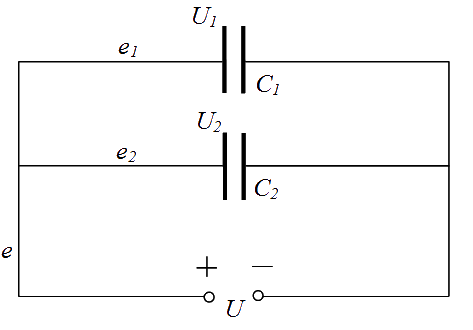 U₁
e₁
C₁
U₂
e₂
C₂
e
+ −
U